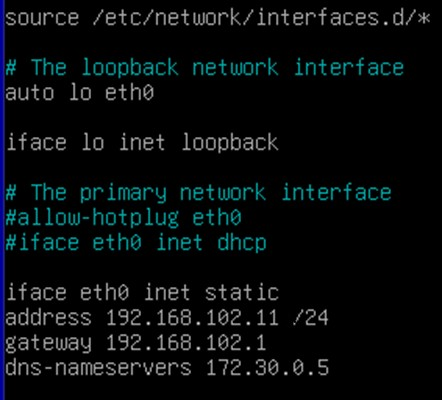 source /etc/network/interfaces.d/*
# The loopback network interface
auto lo eth0
iface lo inet loopback
# The primary network interface
#allow-hotplug eth0
#iface eth0 inet dhcp
iface eth0 inet static
address 192.168.102.11 /24
gateway 192.168.102.1
dns-nameservers 172.30.0.5